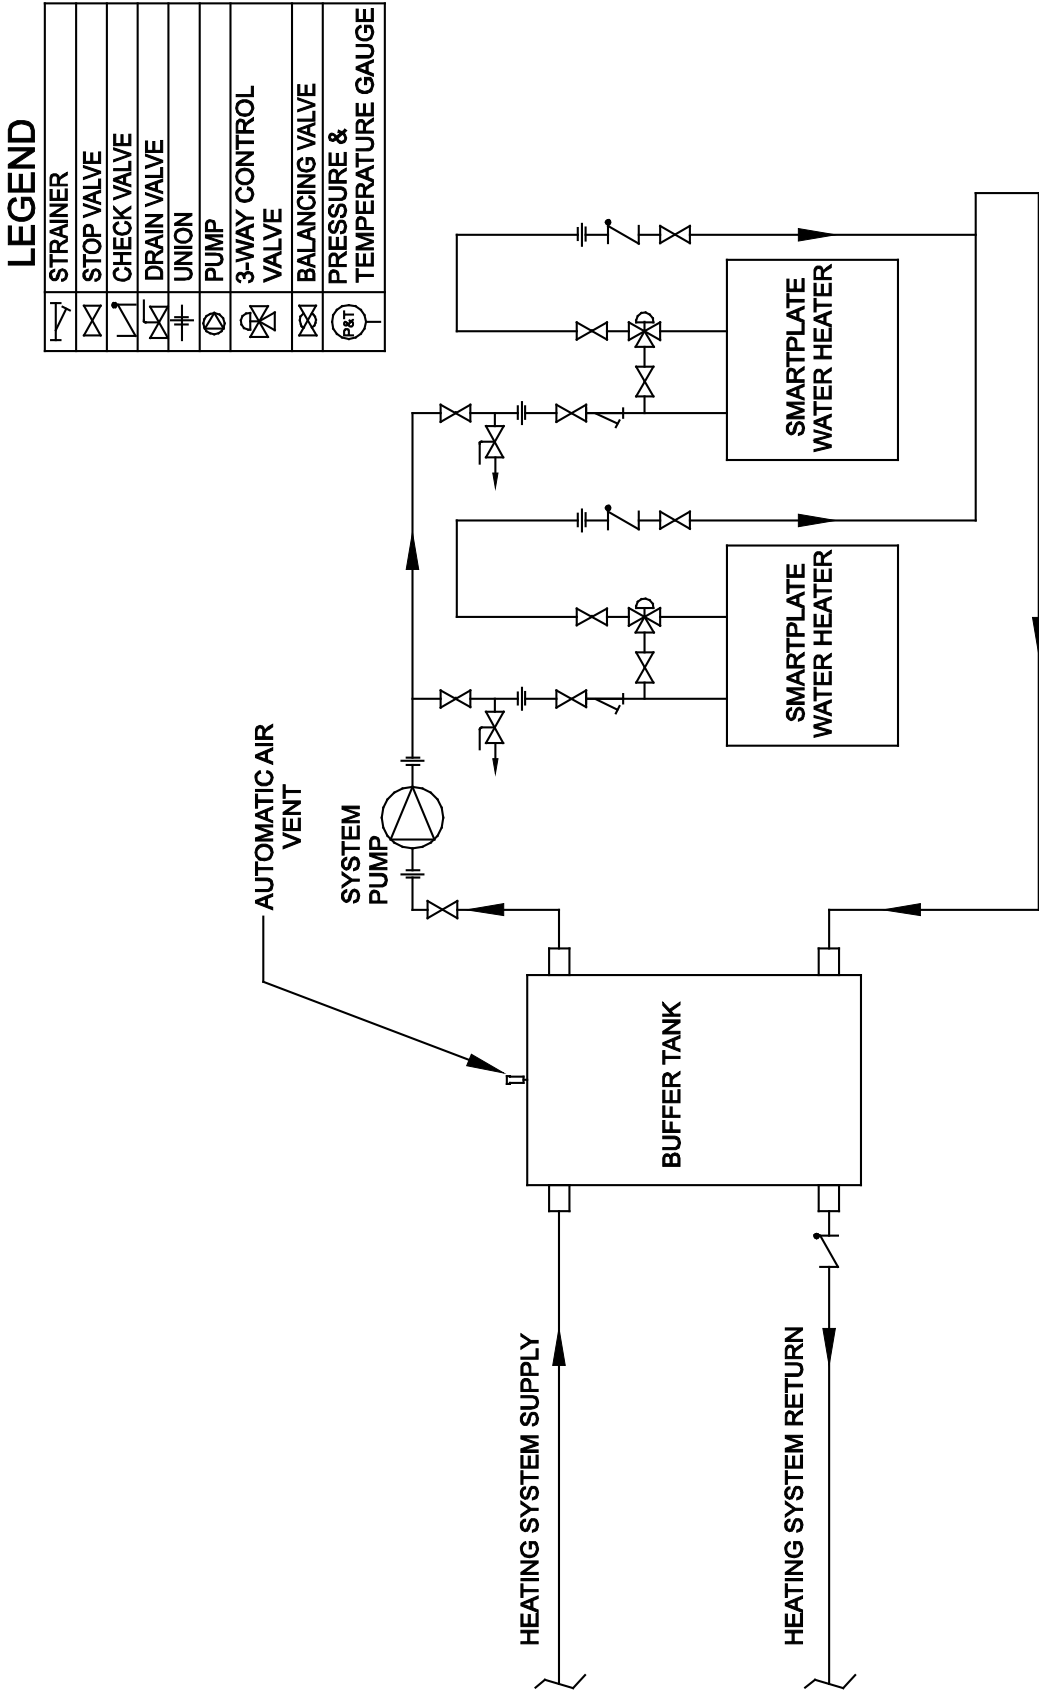 LEGEND
STRAINER
STOP VALVE
CHECK VALVE
DRAIN VALVE
UNION
PUMP
3-WAY CONTROL
VALVE
BALANCING VALVE
P&T
PRESSURE &
TEMPERATURE GAUGE
AUTOMATIC AIR
VENT
SYSTEM
PUMP
HEATING SYSTEM SUPPLY
HEATING SYSTEM RETURN
BUFFER TANK
SMARTPLATE
WATER HEATER
SMARTPLATE
WATER HEATER